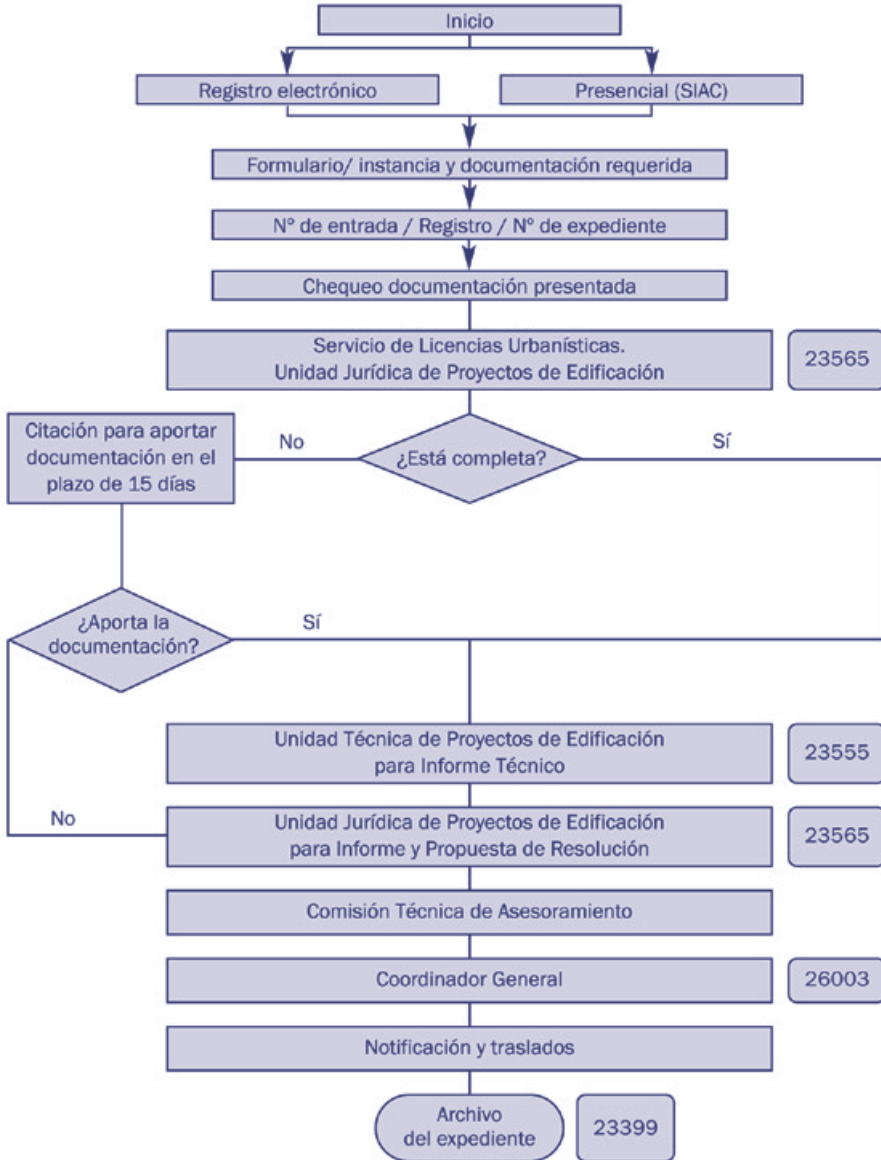 Inicio
Registro electrónico
Presencial (SIAC)
Formulario/ instancia y documentación requerida
Nº de entrada / Registro / Nº de expediente
Chequeo documentación presentada
Servicio de Licencias Urbanísticas.
Unidad Jurídica de Proyectos de Edificación
23565
Citación para aportar
documentación en el
plazo de 15 días
No
¿Está completa?
Sí
¿Aporta la
documentación?
Sí
Unidad Técnica de Proyectos de Edificación
para Informe Técnico
23555
No
Unidad Jurídica de Proyectos de Edificación
para Informe y Propuesta de Resolución
23565
Comisión Técnica de Asesoramiento
Coordinador General
26003
Notificación y traslados
Archivo
del expediente
23399